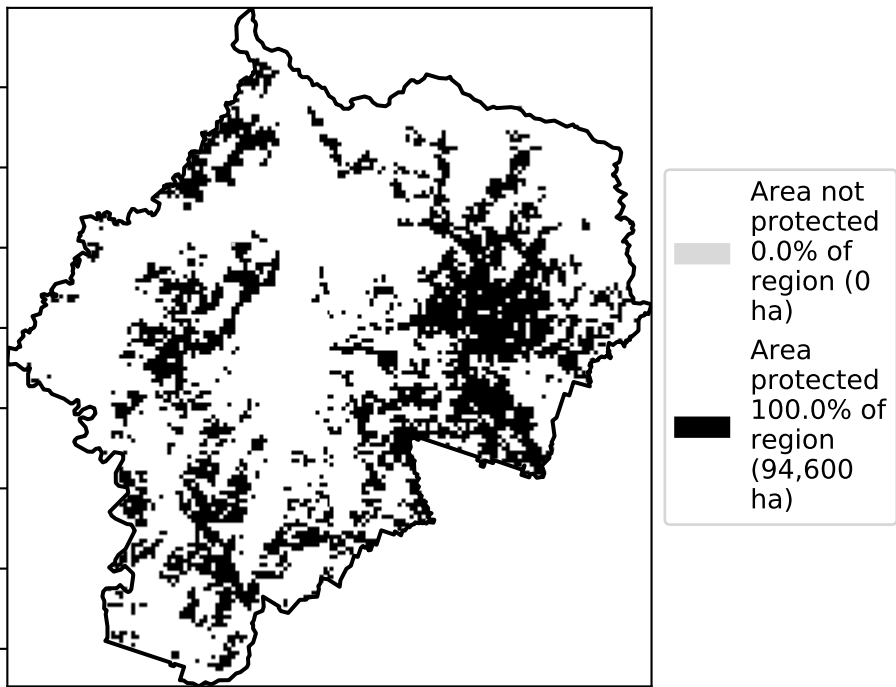 Area not
protected
0.0% of
region (0
ha)
Area
protected
100.0% of
region
(94,600
ha)